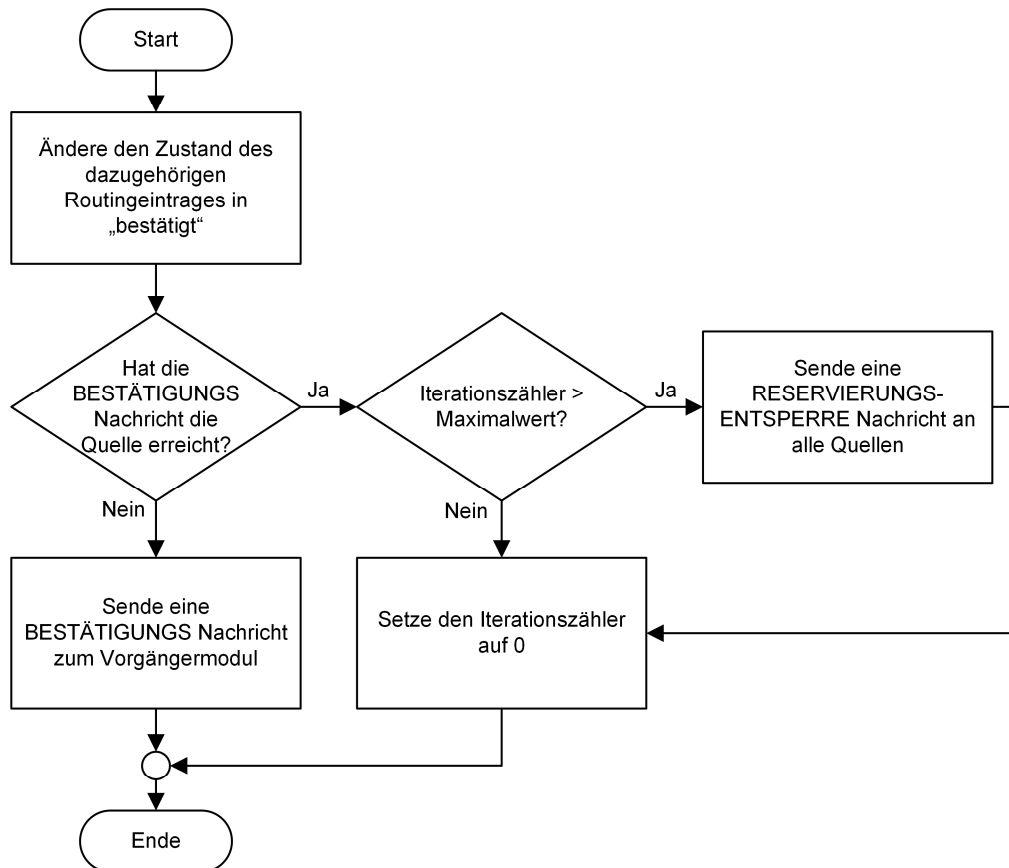 Start
Ändere den Zustand des
dazugehörigen
Routingeintrages in
„bestätigt“
Hat die
BESTÄTIGUNGS
Nachricht die
Quelle erreicht?
Ja
Iterationszähler >
Maximalwert?
Ja
Sende eine
RESERVIERUNGS-
ENTSPERRE Nachricht an
alle Quellen
Nein
Nein
Sende eine
BESTÄTIGUNGS Nachricht
zum Vorgängermodul
Setze den Iterationszähler
auf 0
Ende